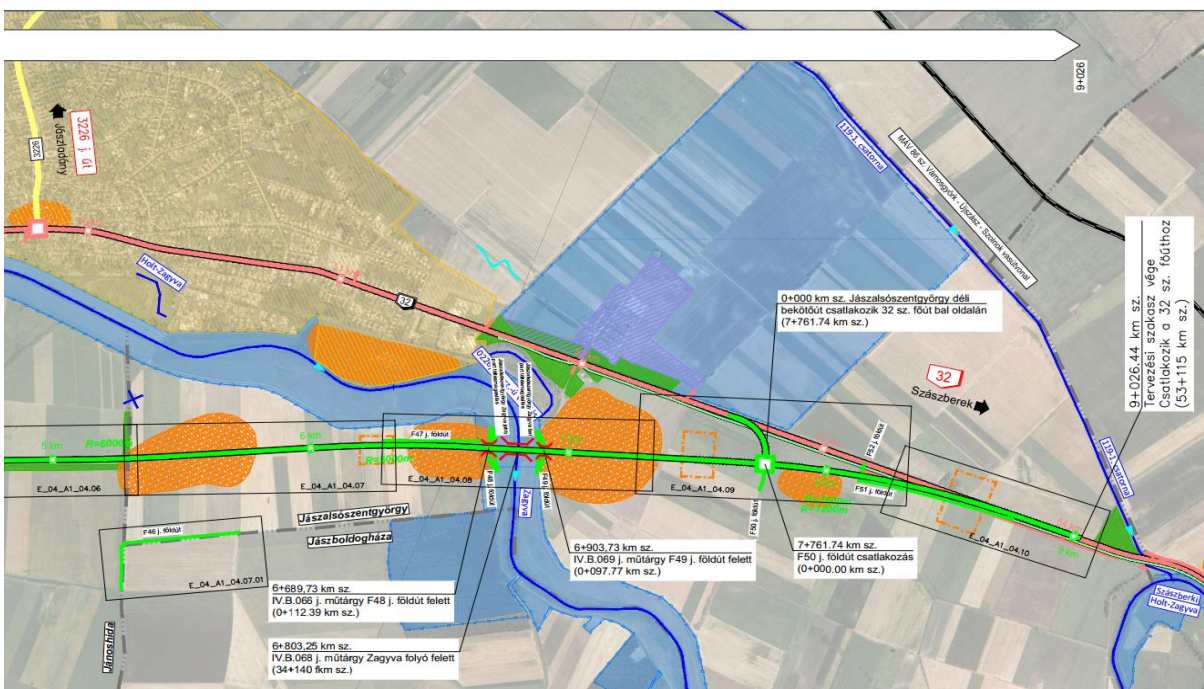 9+026
3226
3226 j. út
Jászladány
Holt-Zagyva
32
I19-1. csatorna
MÁV 86 sz. Vámosgyörk - Újszász - Szolnok vasútvonal
9+026.44 km sz.
Tervezési szakasz vége
Csatlakozik a 32 sz. főúthoz
(53+115 km sz.)
0+000 km sz. Jászalsószentgyörgy déli
bekötőút csatlakozik 32 sz. főút bal oldalán
(7+761.74 km sz.)
32
Szászberek
I19-1. csatorna
5 km
R=6000m
6 km
R=5000m
F47 j. földút
F48 j. földút
F49 j. földút
7 km
F52 j. földút
F51 j. földút
F50 j. földút
9 km
E_04_A1_04.06
E_04_A1_04.07
E_04_A1_04.08
E_04_A1_04.09
E_04_A1_04.10
Zagyva
Jászalsószentgyörgy
Jászboldogháza
F46 j. földút
E_04_A1_04.07.01
Jánoshida
6+689,73 km sz.
IV.B.066 j. műtárgy F48 j. földút felett
(0+112.39 km sz.)
6+803,25 km sz.
IV.B.068 j. műtárgy Zagyva folyó felett
(34+140 fkm sz.)
6+903,73 km sz.
IV.B.069 j. műtárgy F49 j. földút felett
(0+097.77 km sz.)
7+761.74 km sz.
F50 j. földút csatlakozás
(0+000.00 km sz.)
Szászberki
Holt-Zagyva